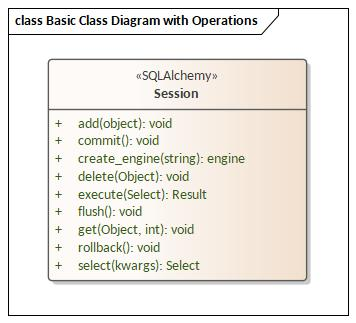 class Basic Class Diagram with Operations
«SQLAlchemy»
Session
+ add(object): void
+ commit(): void
+ create_engine(string): engine
+ delete(Object): void
+ execute(Select): Result
+ flush(): void
+ get(Object, int): void
+ rollback(): void
+ select(kwargs): Select